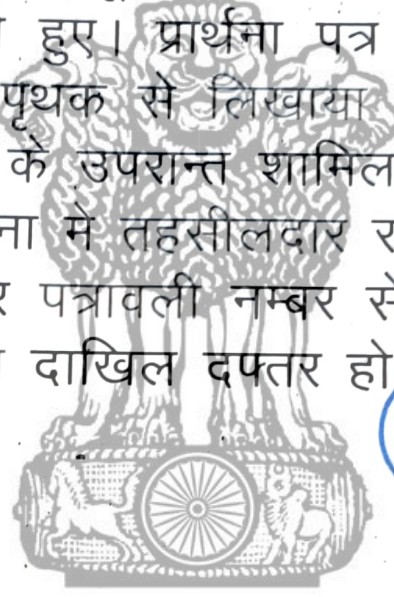 हुए। प्रार्थना पत्र
पृथक से लिखाया
के उपरान्त शामिल
ना में तहसीलदार र
र पत्रावली नम्बर से
दाखिल दफ्तर हो